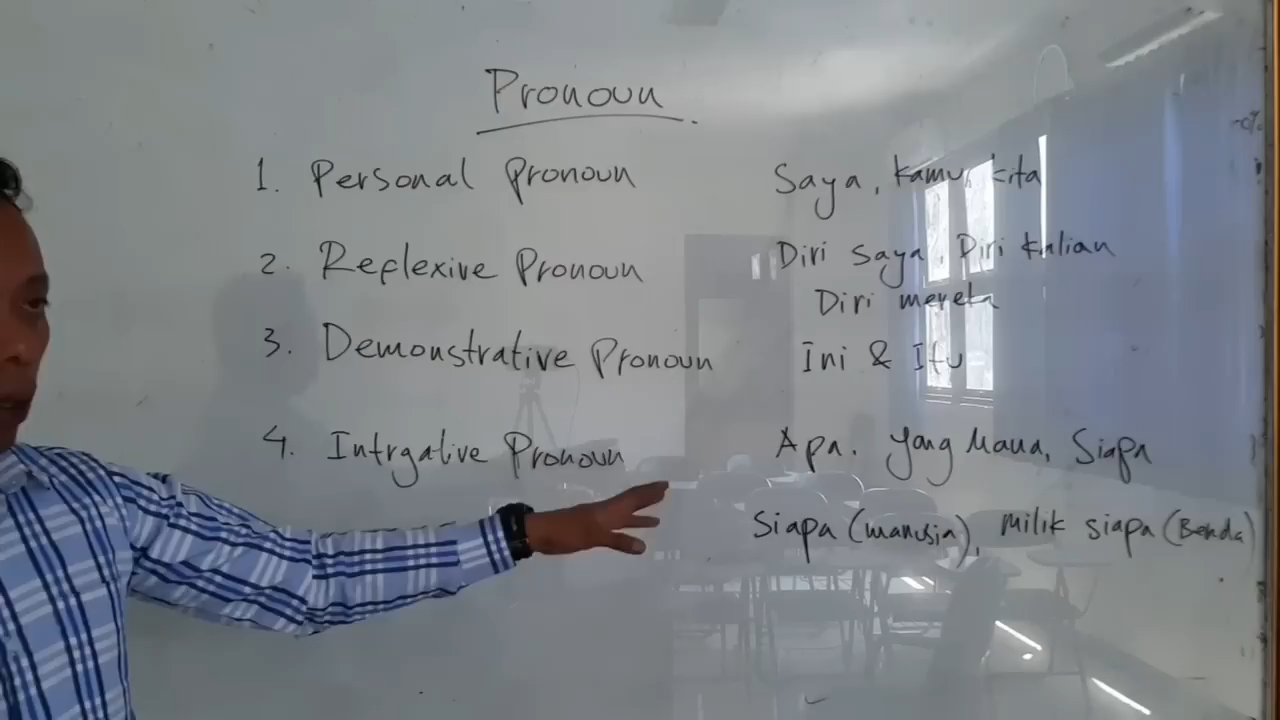 Pronoun
1. Personal Pronoun Saya, kamu, kita
2. Reflexive Pronoun Diri saya, Diri kalian
Diri mereka
3. Demonstrative Pronoun Ini & Itu
4. Intrgative Pronoun Apa. Yang Mana, Siapa
Siapa (manusia), Milik siapa (Benda)